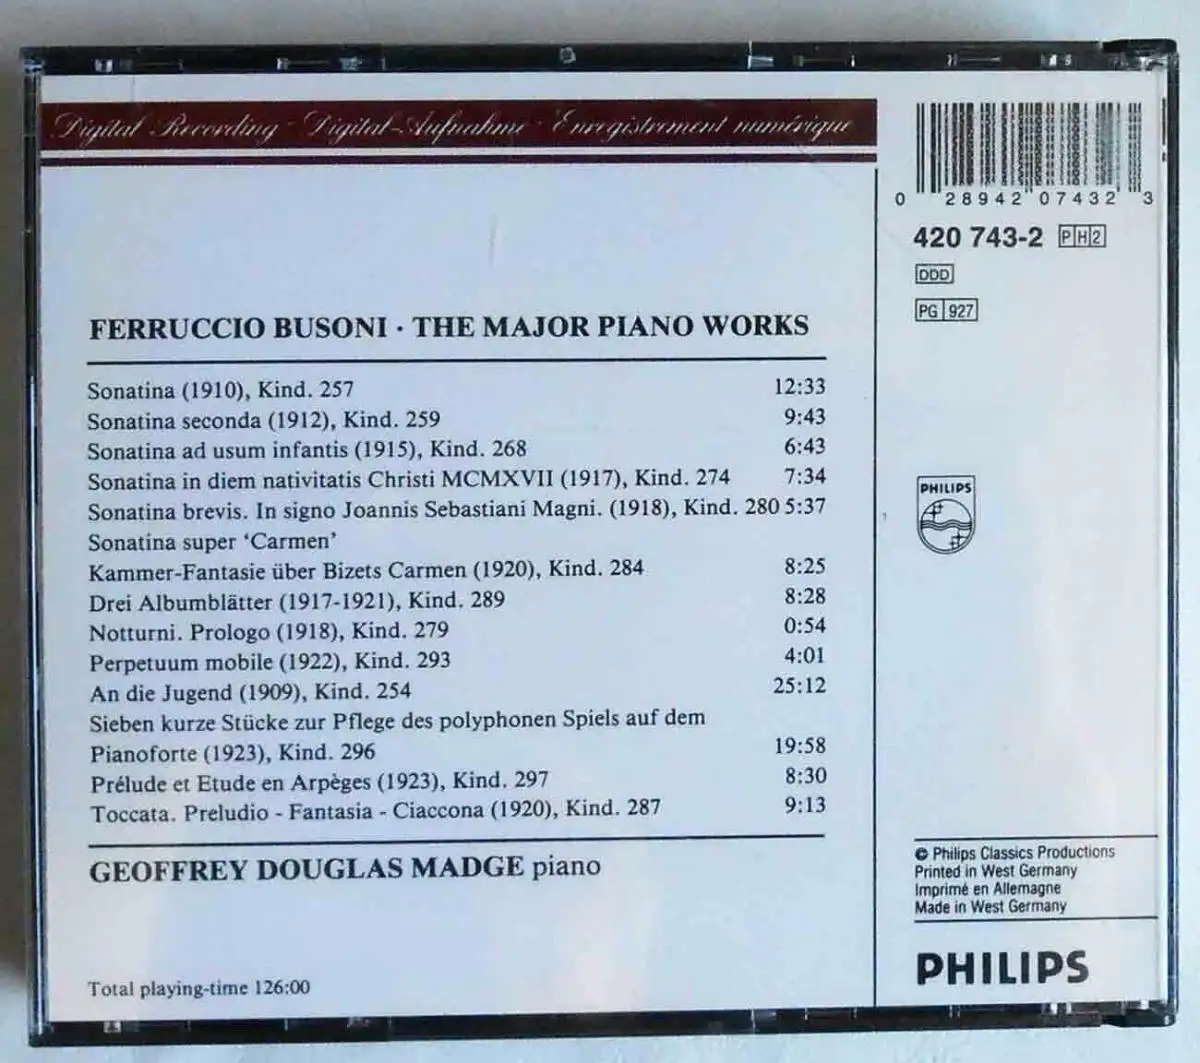 Digital Recording · Digital-Aufnahme · Enregistrement numérique
0 28942 07432 3
420 743-2 PH2
DDD
PG 927
FERRUCCIO BUSONI · THE MAJOR PIANO WORKS
Sonatina (1910), Kind. 257 12:33
Sonatina seconda (1912), Kind. 259 9:43
Sonatina ad usum infantis (1915), Kind. 268 6:43
Sonatina in diem nativitatis Christi MCMXVII (1917), Kind. 274 7:34
Sonatina brevis. In signo Joannis Sebastiani Magni. (1918), Kind. 280 5:37
Sonatina super ‘Carmen’
Kammer-Fantasie über Bizets Carmen (1920), Kind. 284 8:25
Drei Albumblätter (1917-1921), Kind. 289 8:28
Notturni. Prologo (1918), Kind. 279 0:54
Perpetuum mobile (1922), Kind. 293 4:01
An die Jugend (1909), Kind. 254 25:12
Sieben kurze Stücke zur Pflege des polyphonen Spiels auf dem
Pianoforte (1923), Kind. 296 19:58
Prélude et Etude en Arpèges (1923), Kind. 297 8:30
Toccata. Preludio - Fantasia - Ciaccona (1920), Kind. 287 9:13
GEOFFREY DOUGLAS MADGE piano
Total playing-time 126:00
PHILIPS
© Philips Classics Productions
Printed in West Germany
Imprimé en Allemagne
Made in West Germany
PHILIPS